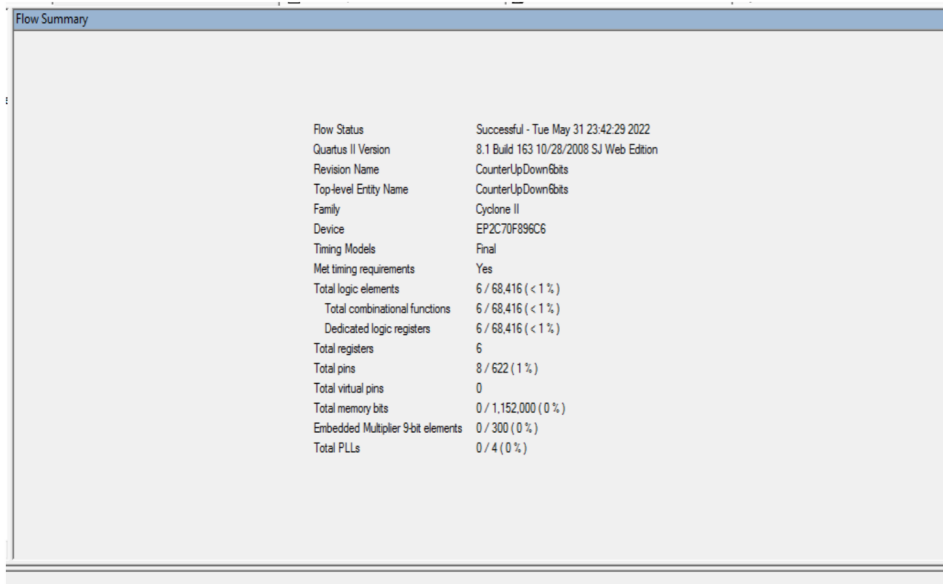 Flow Summary
Flow Status Successful - Tue May 31 23:42:29 2022
Quartus II Version 8.1 Build 163 10/28/2008 SJ Web Edition
Revision Name CounterUpDown6bits
Top-level Entity Name CounterUpDown6bits
Family Cyclone II
Device EP2C70F896C6
Timing Models Final
Met timing requirements Yes
Total logic elements 6 / 68,416 ( < 1 % )
Total combinational functions 6 / 68,416 ( < 1 % )
Dedicated logic registers 6 / 68,416 ( < 1 % )
Total registers 6
Total pins 8 / 622 ( 1 % )
Total virtual pins 0
Total memory bits 0 / 1,152,000 ( 0 % )
Embedded Multiplier 9-bit elements 0 / 300 ( 0 % )
Total PLLs 0 / 4 ( 0 % )